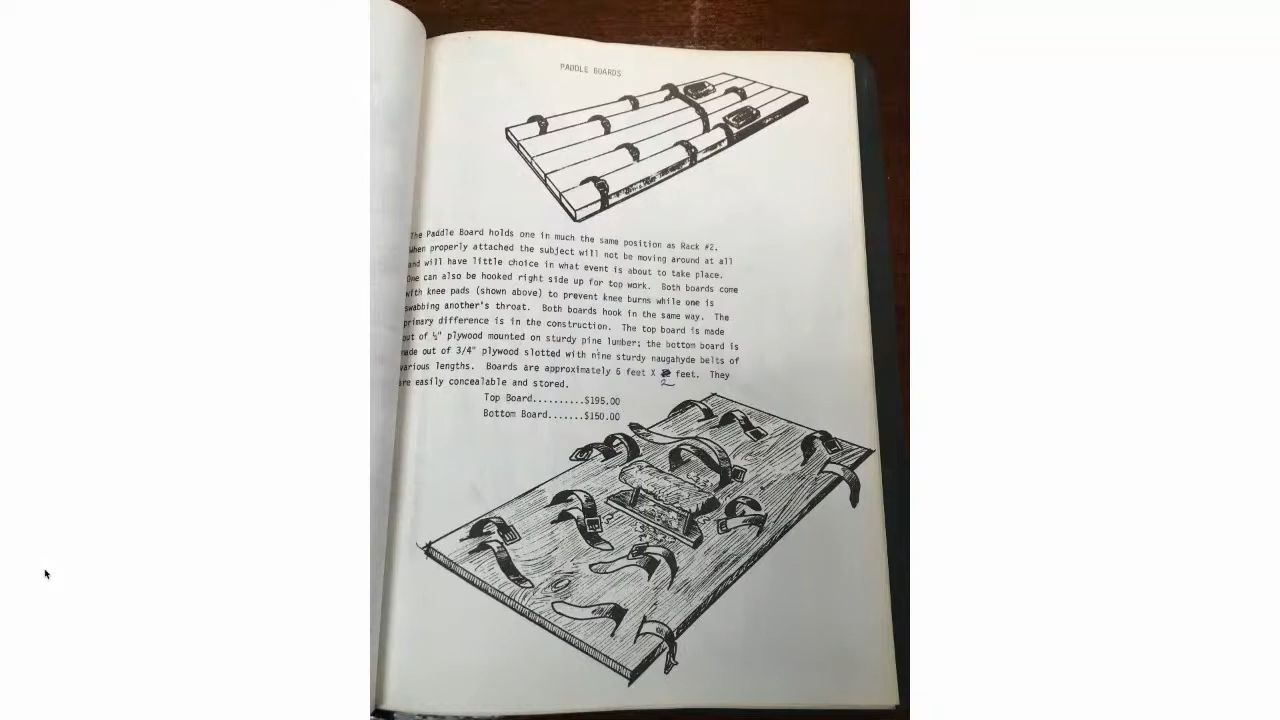 PADDLE BOARDS
The Paddle Board holds one in much the same position as Rack #2.
When properly attached the subject will not be moving around at all
and will have little choice in what event is about to take place.
One can also be hooked right side up for top work. Both boards come
with knee pads (shown above) to prevent knee burns while one is
swabbing another's throat. Both boards hook in the same way. The
primary difference is in the construction. The top board is made
out of ½" plywood mounted on sturdy pine lumber; the bottom board is
made out of 3/4" plywood slotted with nine sturdy naugahyde belts of
various lengths. Boards are approximately 6 feet X 2 feet. They
are easily concealable and stored.
Top Board..........$195.00
Bottom Board.......$150.00